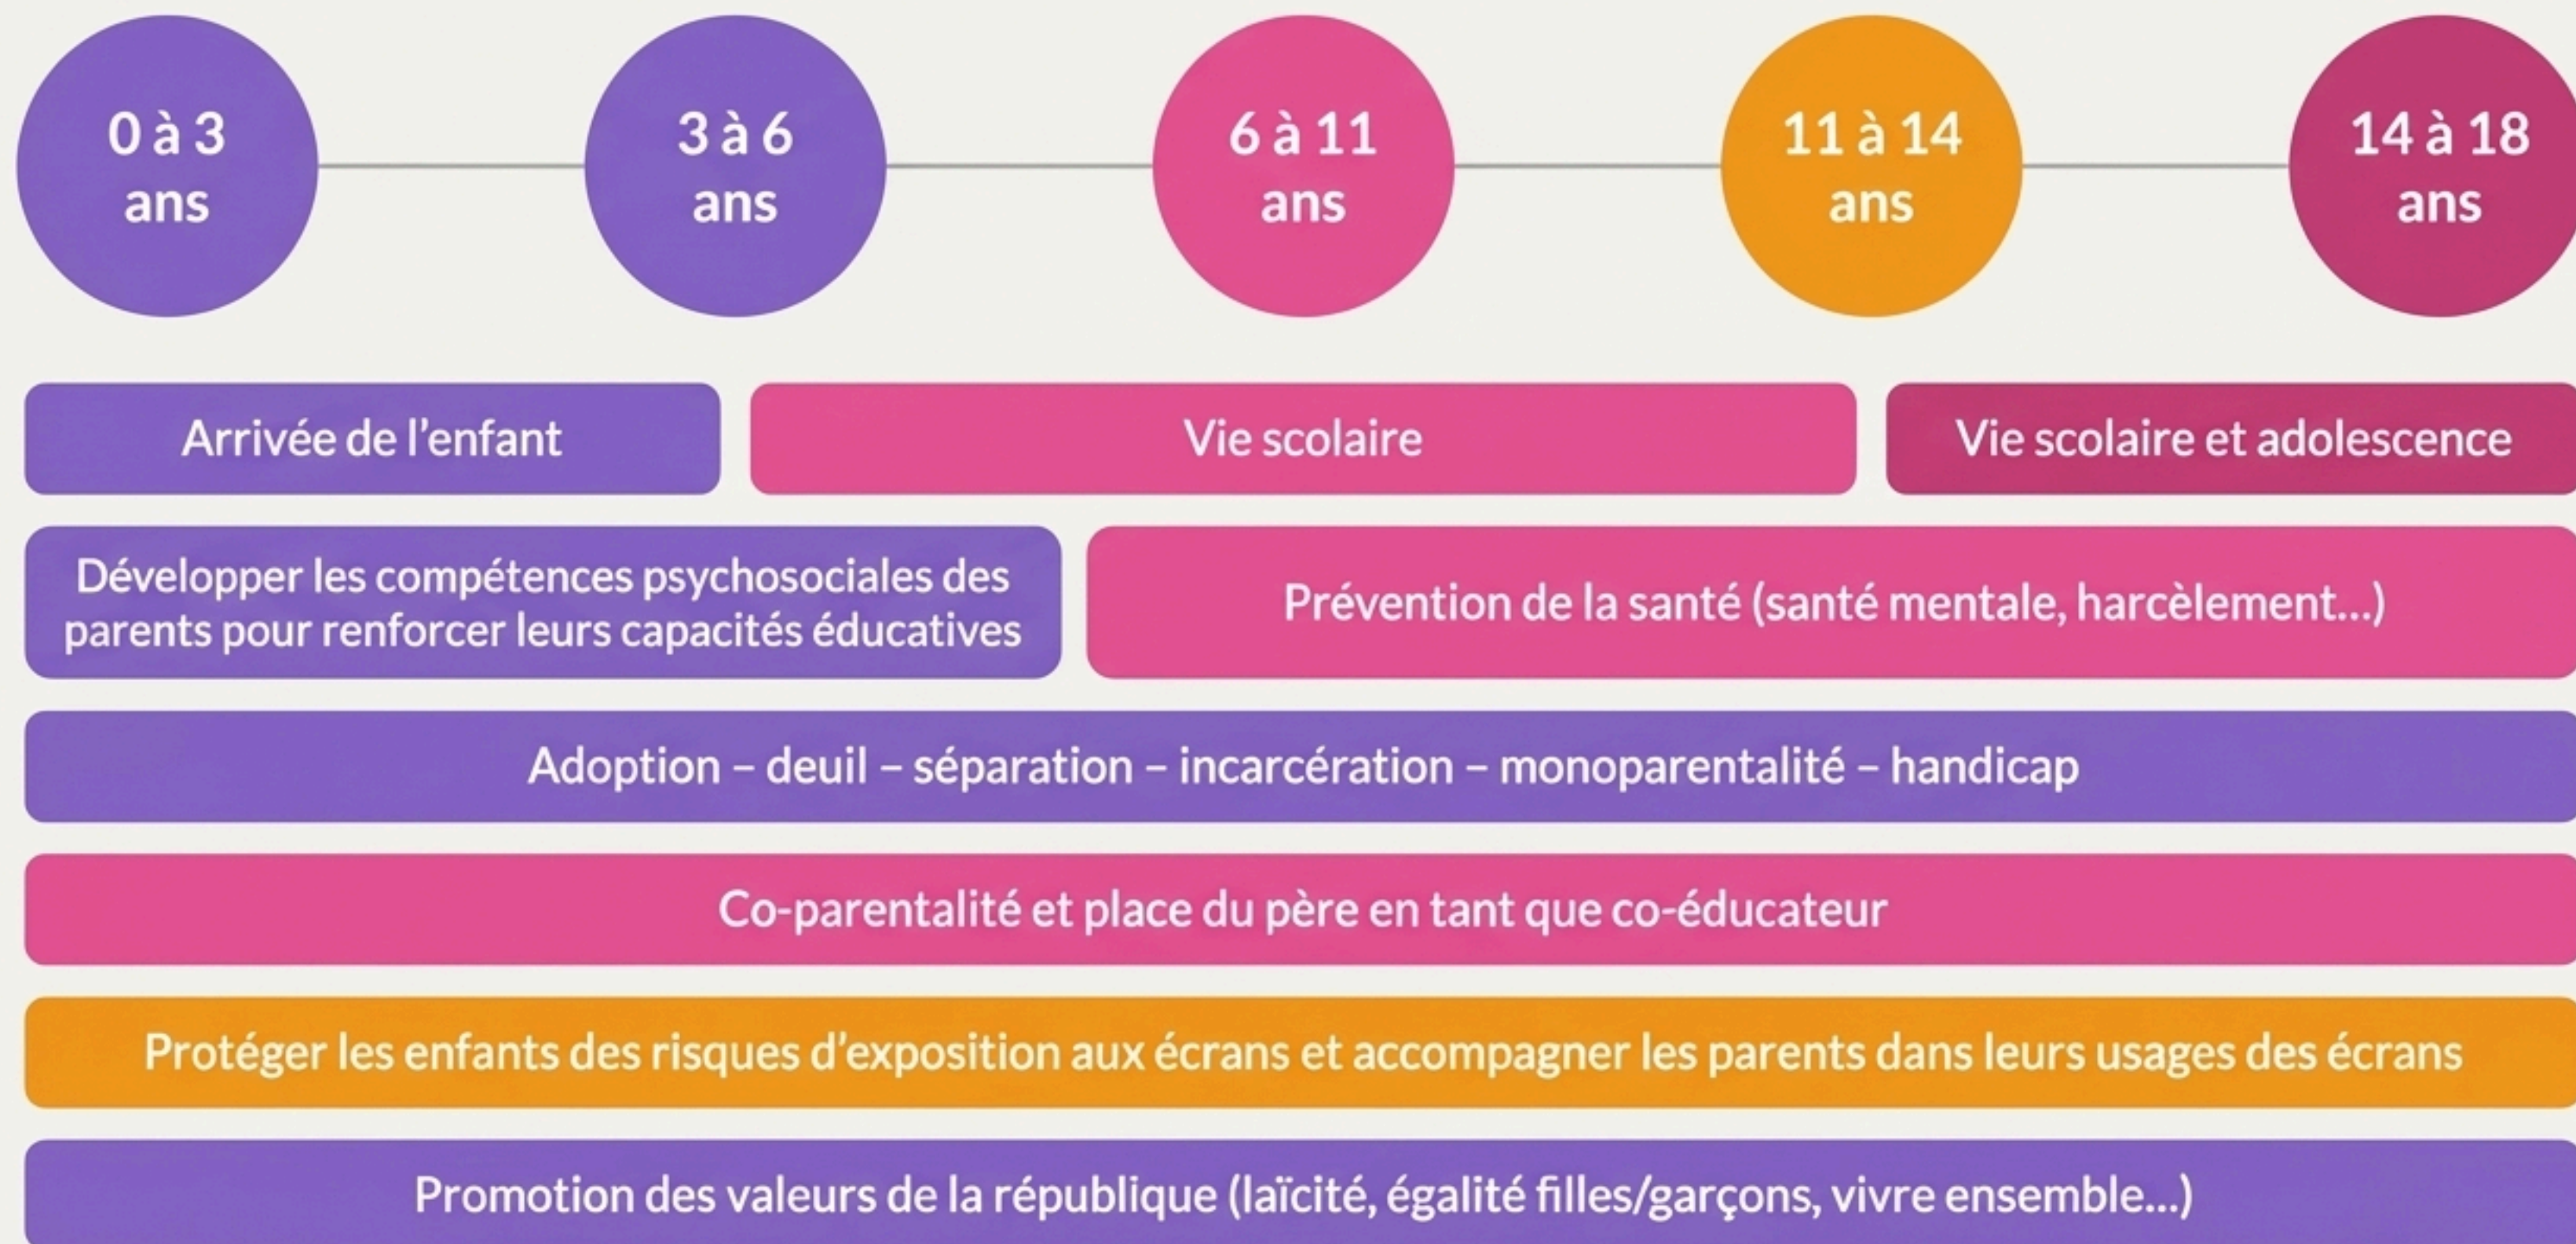 0 à 3
ans
3 à 6
ans
6 à 11
ans
11 à 14
ans
14 à 18
ans
Arrivée de l’enfant
Vie scolaire
Vie scolaire et adolescence
Développer les compétences psychosociales des
parents pour renforcer leurs capacités éducatives
Prévention de la santé (santé mentale, harcèlement...)
Adoption – deuil – séparation – incarcération – monoparentalité – handicap
Co-parentalité et place du père en tant que co-éducateur
Protéger les enfants des risques d’exposition aux écrans et accompagner les parents dans leurs usages des écrans
Promotion des valeurs de la république (laïcité, égalité filles/garçons, vivre ensemble...)